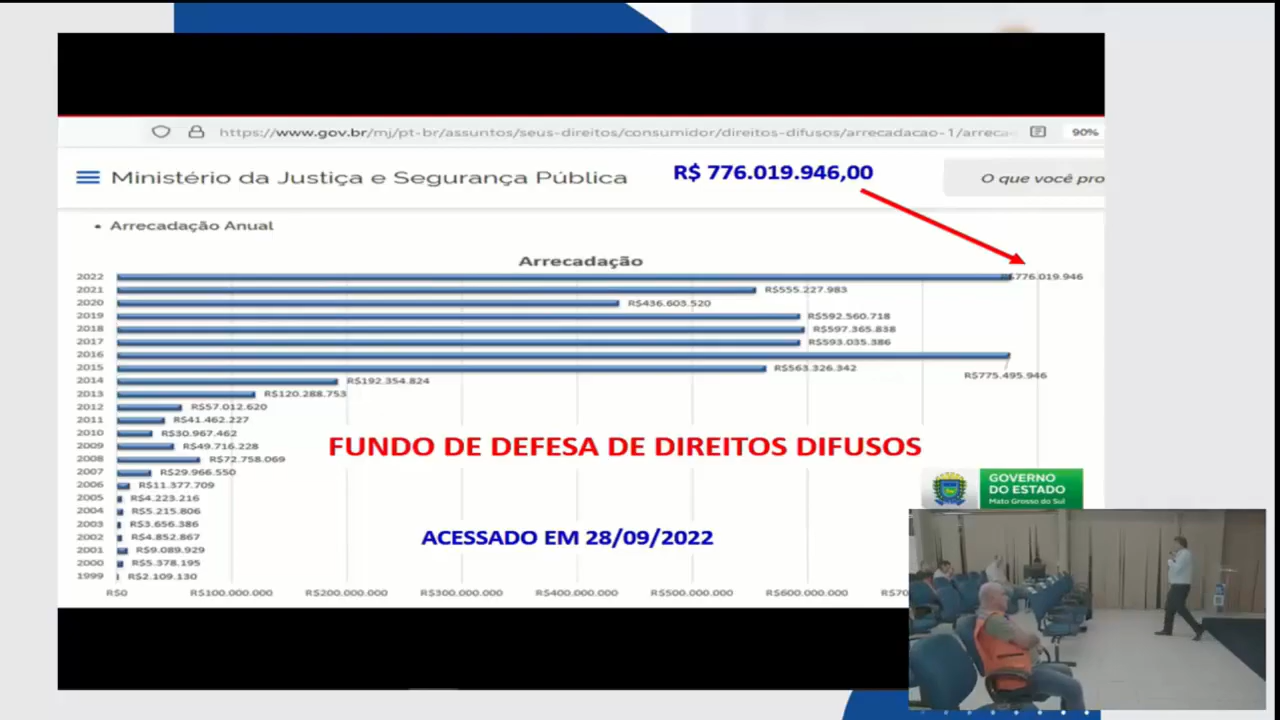 https://www.gov.br/mj/pt-br/assuntos/seus-direitos/consumidor/direitos-difusos/arrecadacao-1/arreca
90%
Ministério da Justiça e Segurança Pública
R$ 776.019.946,00
O que você pro
• Arrecadação Anual
Arrecadação
2022 R$776.019.946
2021 R$555.227.983
2020 R$436.603.520
2019 R$592.560.718
2018 R$597.365.838
2017 R$593.035.386
2016
2015 R$563.326.342
R$775.495.946
2014 R$192.354.824
2013 R$120.288.753
2012 R$57.012.620
2011 R$41.462.227
2010 R$30.967.462
2009 R$49.716.228
2008 R$72.758.069
2007 R$29.966.550
2006 R$11.377.709
2005 R$4.223.216
2004 R$5.215.806
2003 R$3.656.386
2002 R$4.852.867
2001 R$9.089.929
2000 R$5.378.195
1999 R$2.109.130
R$0 R$100.000.000 R$200.000.000 R$300.000.000 R$400.000.000 R$500.000.000 R$600.000.000 R$70
FUNDO DE DEFESA DE DIREITOS DIFUSOS
GOVERNO
DO ESTADO
Mato Grosso do Sul
ACESSADO EM 28/09/2022